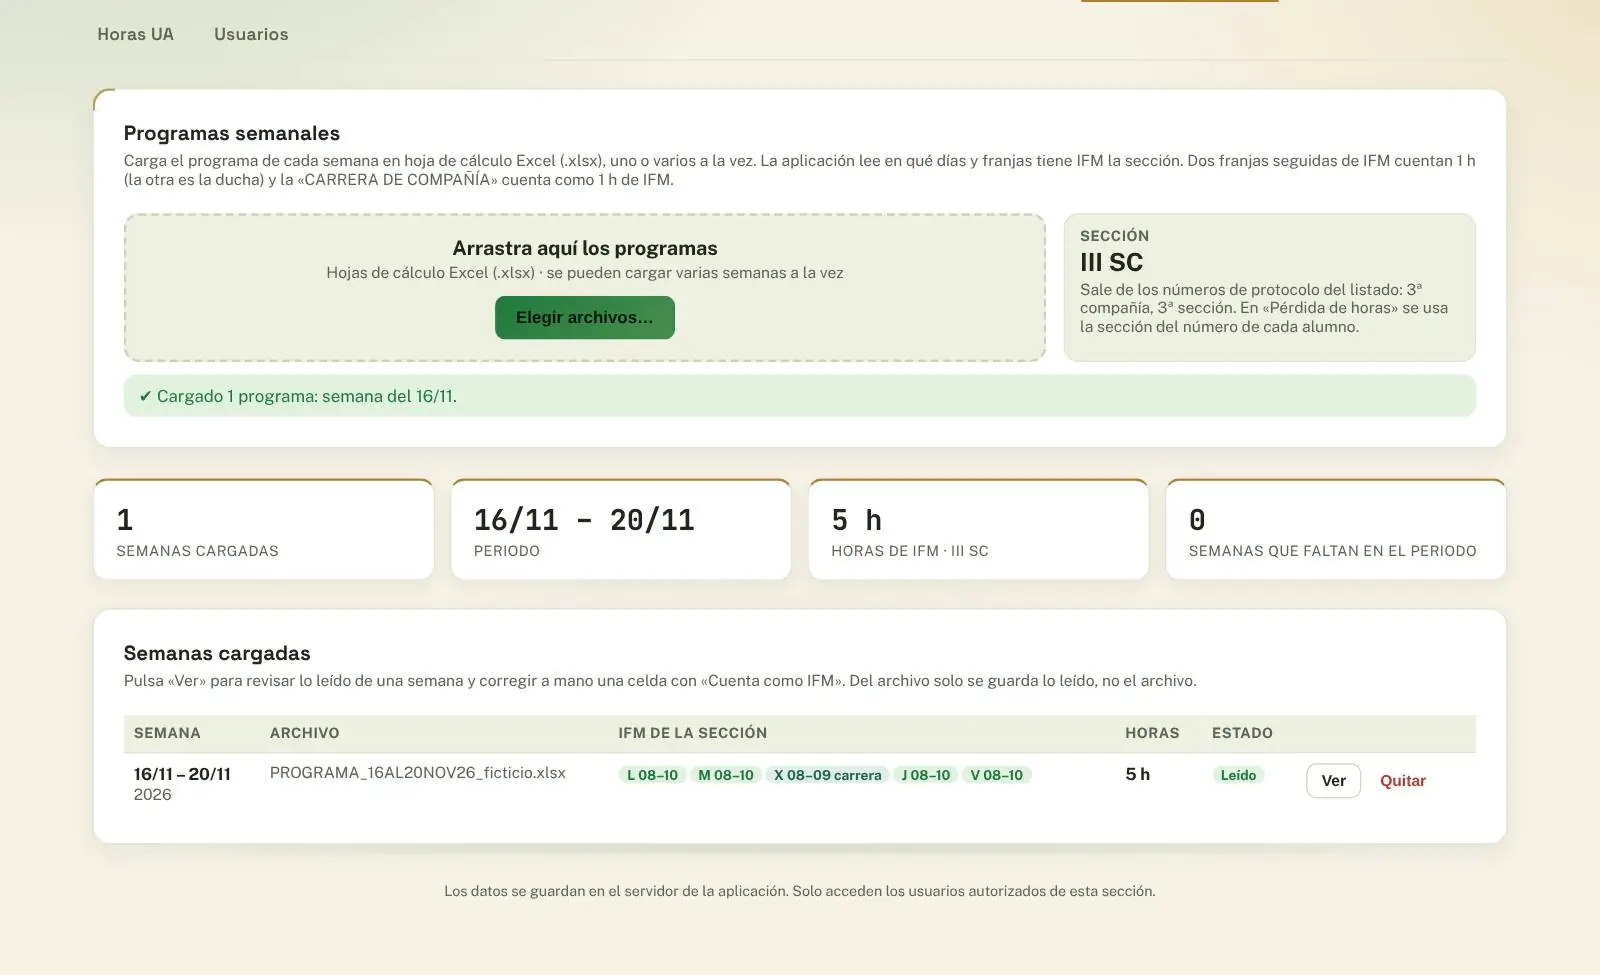 Horas UA
Usuarios
Programas semanales
Carga el programa de cada semana en hoja de cálculo Excel (.xlsx), uno o varios a la vez. La aplicación lee en qué días y franjas tiene IFM la sección. Dos franjas seguidas de IFM cuentan 1 h
(la otra es la ducha) y la «CARRERA DE COMPAÑÍA» cuenta como 1 h de IFM.
Arrastra aquí los programas
Hojas de cálculo Excel (.xlsx) · se pueden cargar varias semanas a la vez
Elegir archivos...
SECCIÓN
III SC
Sale de los números de protocolo del listado: 3ª
compañía, 3ª sección. En «Pérdida de horas» se usa
la sección del número de cada alumno.
✔ Cargado 1 programa: semana del 16/11.
1
SEMANAS CARGADAS
16/11 – 20/11
PERIODO
5 h
HORAS DE IFM · III SC
0
SEMANAS QUE FALTAN EN EL PERIODO
Semanas cargadas
Pulsa «Ver» para revisar lo leído de una semana y corregir a mano una celda con «Cuenta como IFM». Del archivo solo se guarda lo leído, no el archivo.
SEMANA ARCHIVO IFM DE LA SECCIÓN HORAS ESTADO
16/11 – 20/11 PROGRAMA_16AL20NOV26_ficticio.xlsx L 08–10 M 08–10 X 08–09 carrera J 08–10 V 08–10 5 h Leído Ver Quitar
2026
Los datos se guardan en el servidor de la aplicación. Solo acceden los usuarios autorizados de esta sección.